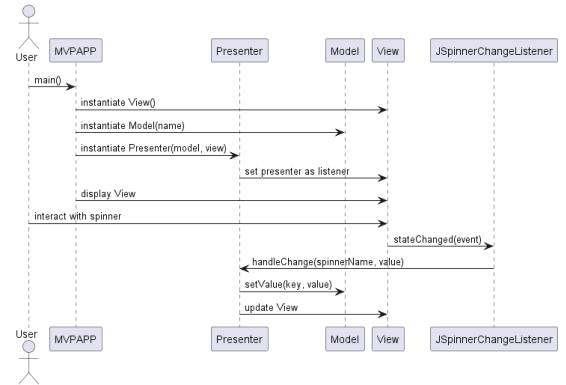 User
MVPAPP
Presenter
Model
View
JSpinnerChangeListener
main()
instantiate View()
instantiate Model(name)
instantiate Presenter(model, view)
set presenter as listener
display View
interact with spinner
stateChanged(event)
handleChange(spinnerName, value)
setValue(key, value)
update View
User
MVPAPP
Presenter
Model
View
JSpinnerChangeListener